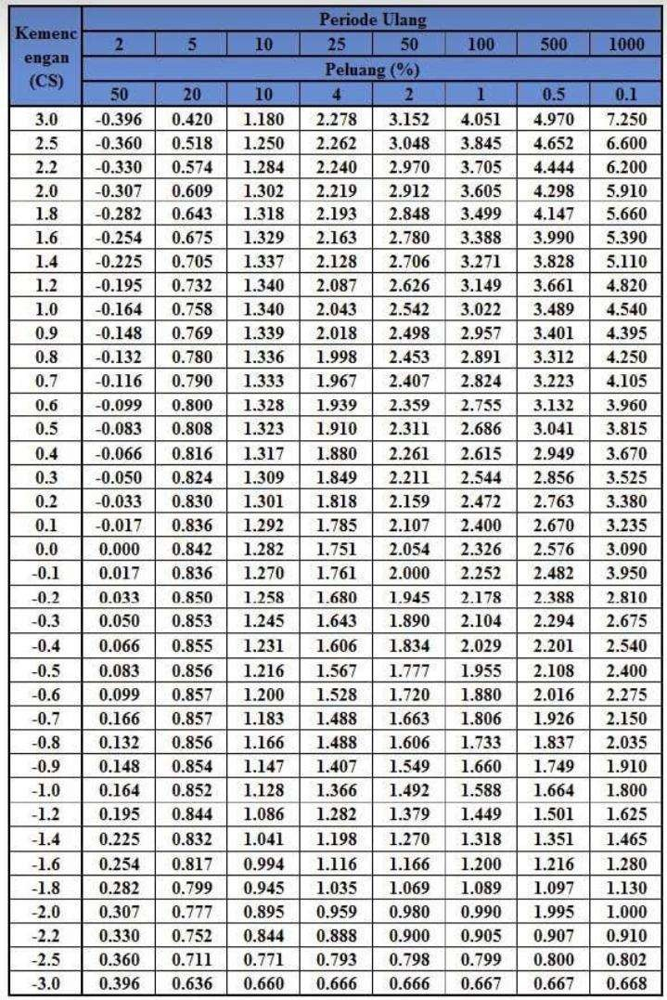 Kemenc engan (CS) Periode Ulang
2 5 10 25 50 100 500 1000
Peluang (%)
50 20 10 4 2 1 0.5 0.1
3.0 -0.396 0.420 1.180 2.278 3.152 4.051 4.970 7.250
2.5 -0.360 0.518 1.250 2.262 3.048 3.845 4.652 6.600
2.2 -0.330 0.574 1.284 2.240 2.970 3.705 4.444 6.200
2.0 -0.307 0.609 1.302 2.219 2.912 3.605 4.298 5.910
1.8 -0.282 0.643 1.318 2.193 2.848 3.499 4.147 5.660
1.6 -0.254 0.675 1.329 2.163 2.780 3.388 3.990 5.390
1.4 -0.225 0.705 1.337 2.128 2.706 3.271 3.828 5.110
1.2 -0.195 0.732 1.340 2.087 2.626 3.149 3.661 4.820
1.0 -0.164 0.758 1.340 2.043 2.542 3.022 3.489 4.540
0.9 -0.148 0.769 1.339 2.018 2.498 2.957 3.401 4.395
0.8 -0.132 0.780 1.336 1.998 2.453 2.891 3.312 4.250
0.7 -0.116 0.790 1.333 1.967 2.407 2.824 3.223 4.105
0.6 -0.099 0.800 1.328 1.939 2.359 2.755 3.132 3.960
0.5 -0.083 0.808 1.323 1.910 2.311 2.686 3.041 3.815
0.4 -0.066 0.816 1.317 1.880 2.261 2.615 2.949 3.670
0.3 -0.050 0.824 1.309 1.849 2.211 2.544 2.856 3.525
0.2 -0.033 0.830 1.301 1.818 2.159 2.472 2.763 3.380
0.1 -0.017 0.836 1.292 1.785 2.107 2.400 2.670 3.235
0.0 0.000 0.842 1.282 1.751 2.054 2.326 2.576 3.090
-0.1 0.017 0.836 1.270 1.761 2.000 2.252 2.482 3.950
-0.2 0.033 0.850 1.258 1.680 1.945 2.178 2.388 2.810
-0.3 0.050 0.853 1.245 1.643 1.890 2.104 2.294 2.675
-0.4 0.066 0.855 1.231 1.606 1.834 2.029 2.201 2.540
-0.5 0.083 0.856 1.216 1.567 1.777 1.955 2.108 2.400
-0.6 0.099 0.857 1.200 1.528 1.720 1.880 2.016 2.275
-0.7 0.166 0.857 1.183 1.488 1.663 1.806 1.926 2.150
-0.8 0.132 0.856 1.166 1.488 1.606 1.733 1.837 2.035
-0.9 0.148 0.854 1.147 1.407 1.549 1.660 1.749 1.910
-1.0 0.164 0.852 1.128 1.366 1.492 1.588 1.664 1.800
-1.2 0.195 0.844 1.086 1.282 1.379 1.449 1.501 1.625
-1.4 0.225 0.832 1.041 1.198 1.270 1.318 1.351 1.465
-1.6 0.254 0.817 0.994 1.116 1.166 1.200 1.216 1.280
-1.8 0.282 0.799 0.945 1.035 1.069 1.089 1.097 1.130
-2.0 0.307 0.777 0.895 0.959 0.980 0.990 1.995 1.000
-2.2 0.330 0.752 0.844 0.888 0.900 0.905 0.907 0.910
-2.5 0.360 0.711 0.771 0.793 0.798 0.799 0.800 0.802
-3.0 0.396 0.636 0.660 0.666 0.666 0.667 0.667 0.668